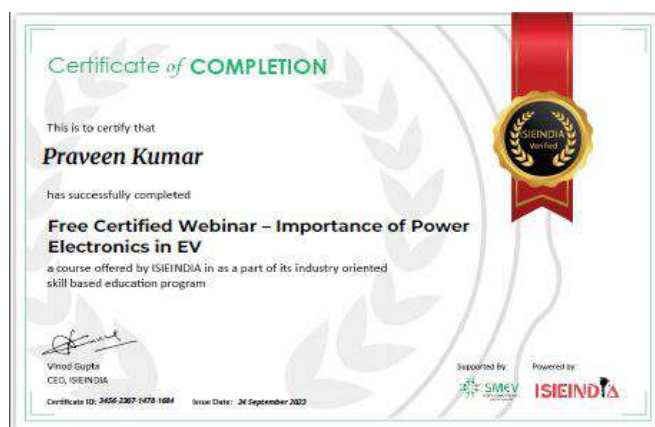 Certificate of COMPLETION
This is to certify that
Praveen Kumar
has successfully completed
Free Certified Webinar – Importance of Power
Electronics in EV
a course offered by ISIEINDIA in as a part of its industry oriented
skill based education program
ISIEINDIA
Verified
Vinod Gupta
CEO, ISIEINDIA
Certificate ID: 3456-2367-1478-1684 Issue Date: 24 September 2023
Supported By: Powered by:
SMEV ISIEINDIA